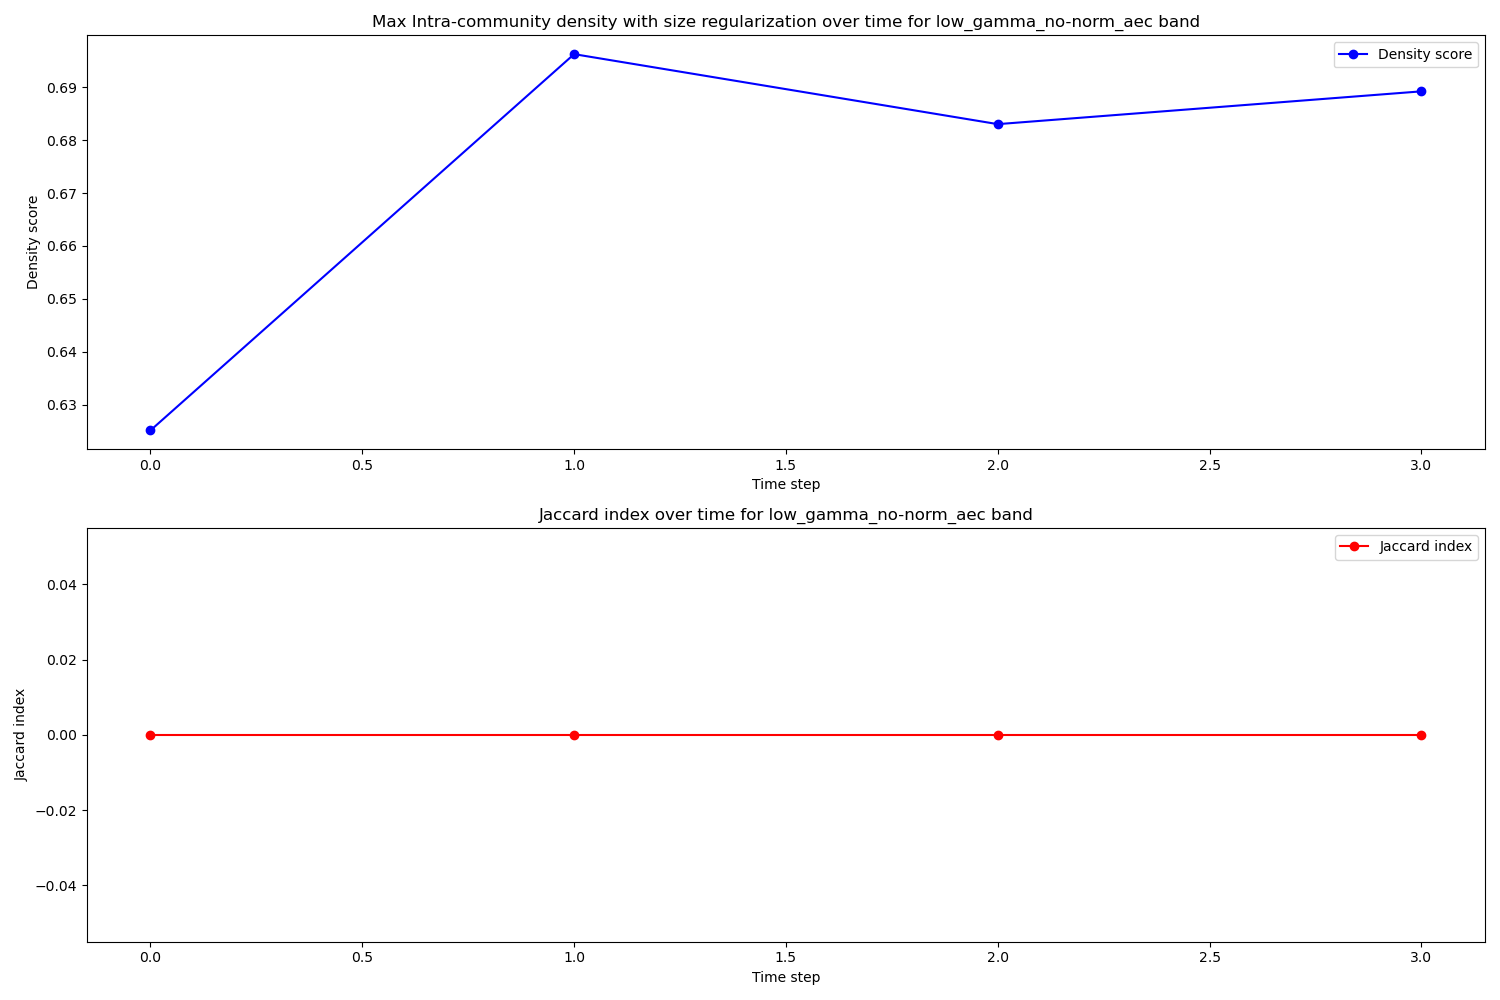 Max Intra-community density with size regularization over time for low_gamma_no-norm_aec band
Density score
0.69
0.68
0.67
0.66
0.65
0.64
0.63
Density score
0.0 0.5 1.0 1.5 2.0 2.5 3.0
Time step
Jaccard index over time for low_gamma_no-norm_aec band
Jaccard index
0.04
0.02
0.00
−0.02
−0.04
Jaccard index
0.0 0.5 1.0 1.5 2.0 2.5 3.0
Time step